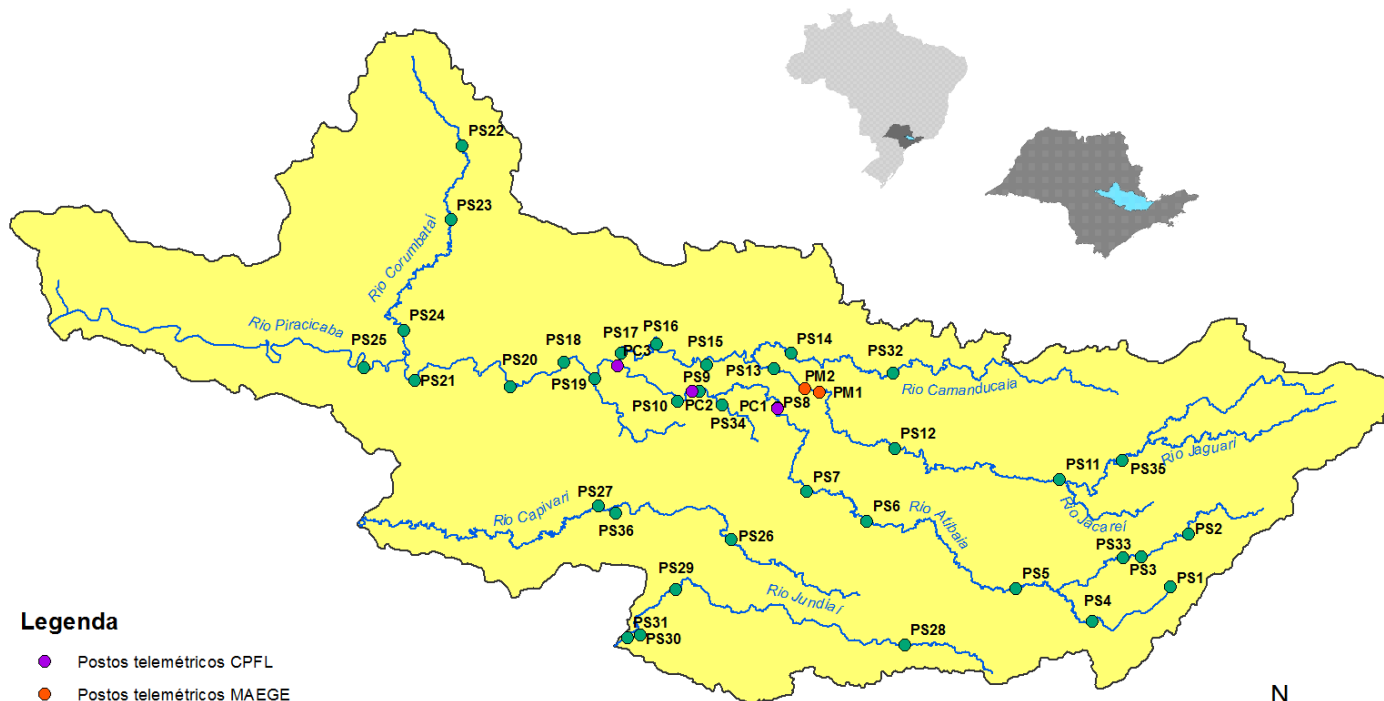 PS22
PS23
Rio Corumbataí
PS24
Rio Piracicaba
PS25
PS21
PS20
PS18
PS19
PS17
PC3
PS16
PS15
PS14
PS13
PS32
Rio Camanducaia
PM2
PM1
PS9
PS10
PC2
PS34
PC1
PS8
PS12
PS11
PS35
Rio Jaguari
Rio Jacareí
PS7
PS6
Rio Atibaia
PS2
PS33
PS3
PS1
PS5
PS4
PS27
Rio Capivari
PS36
PS26
PS29
Rio Jundiaí
PS31
PS30
PS28
Legenda
Postos telemétricos CPFL
Postos telemétricos MAEGE
N